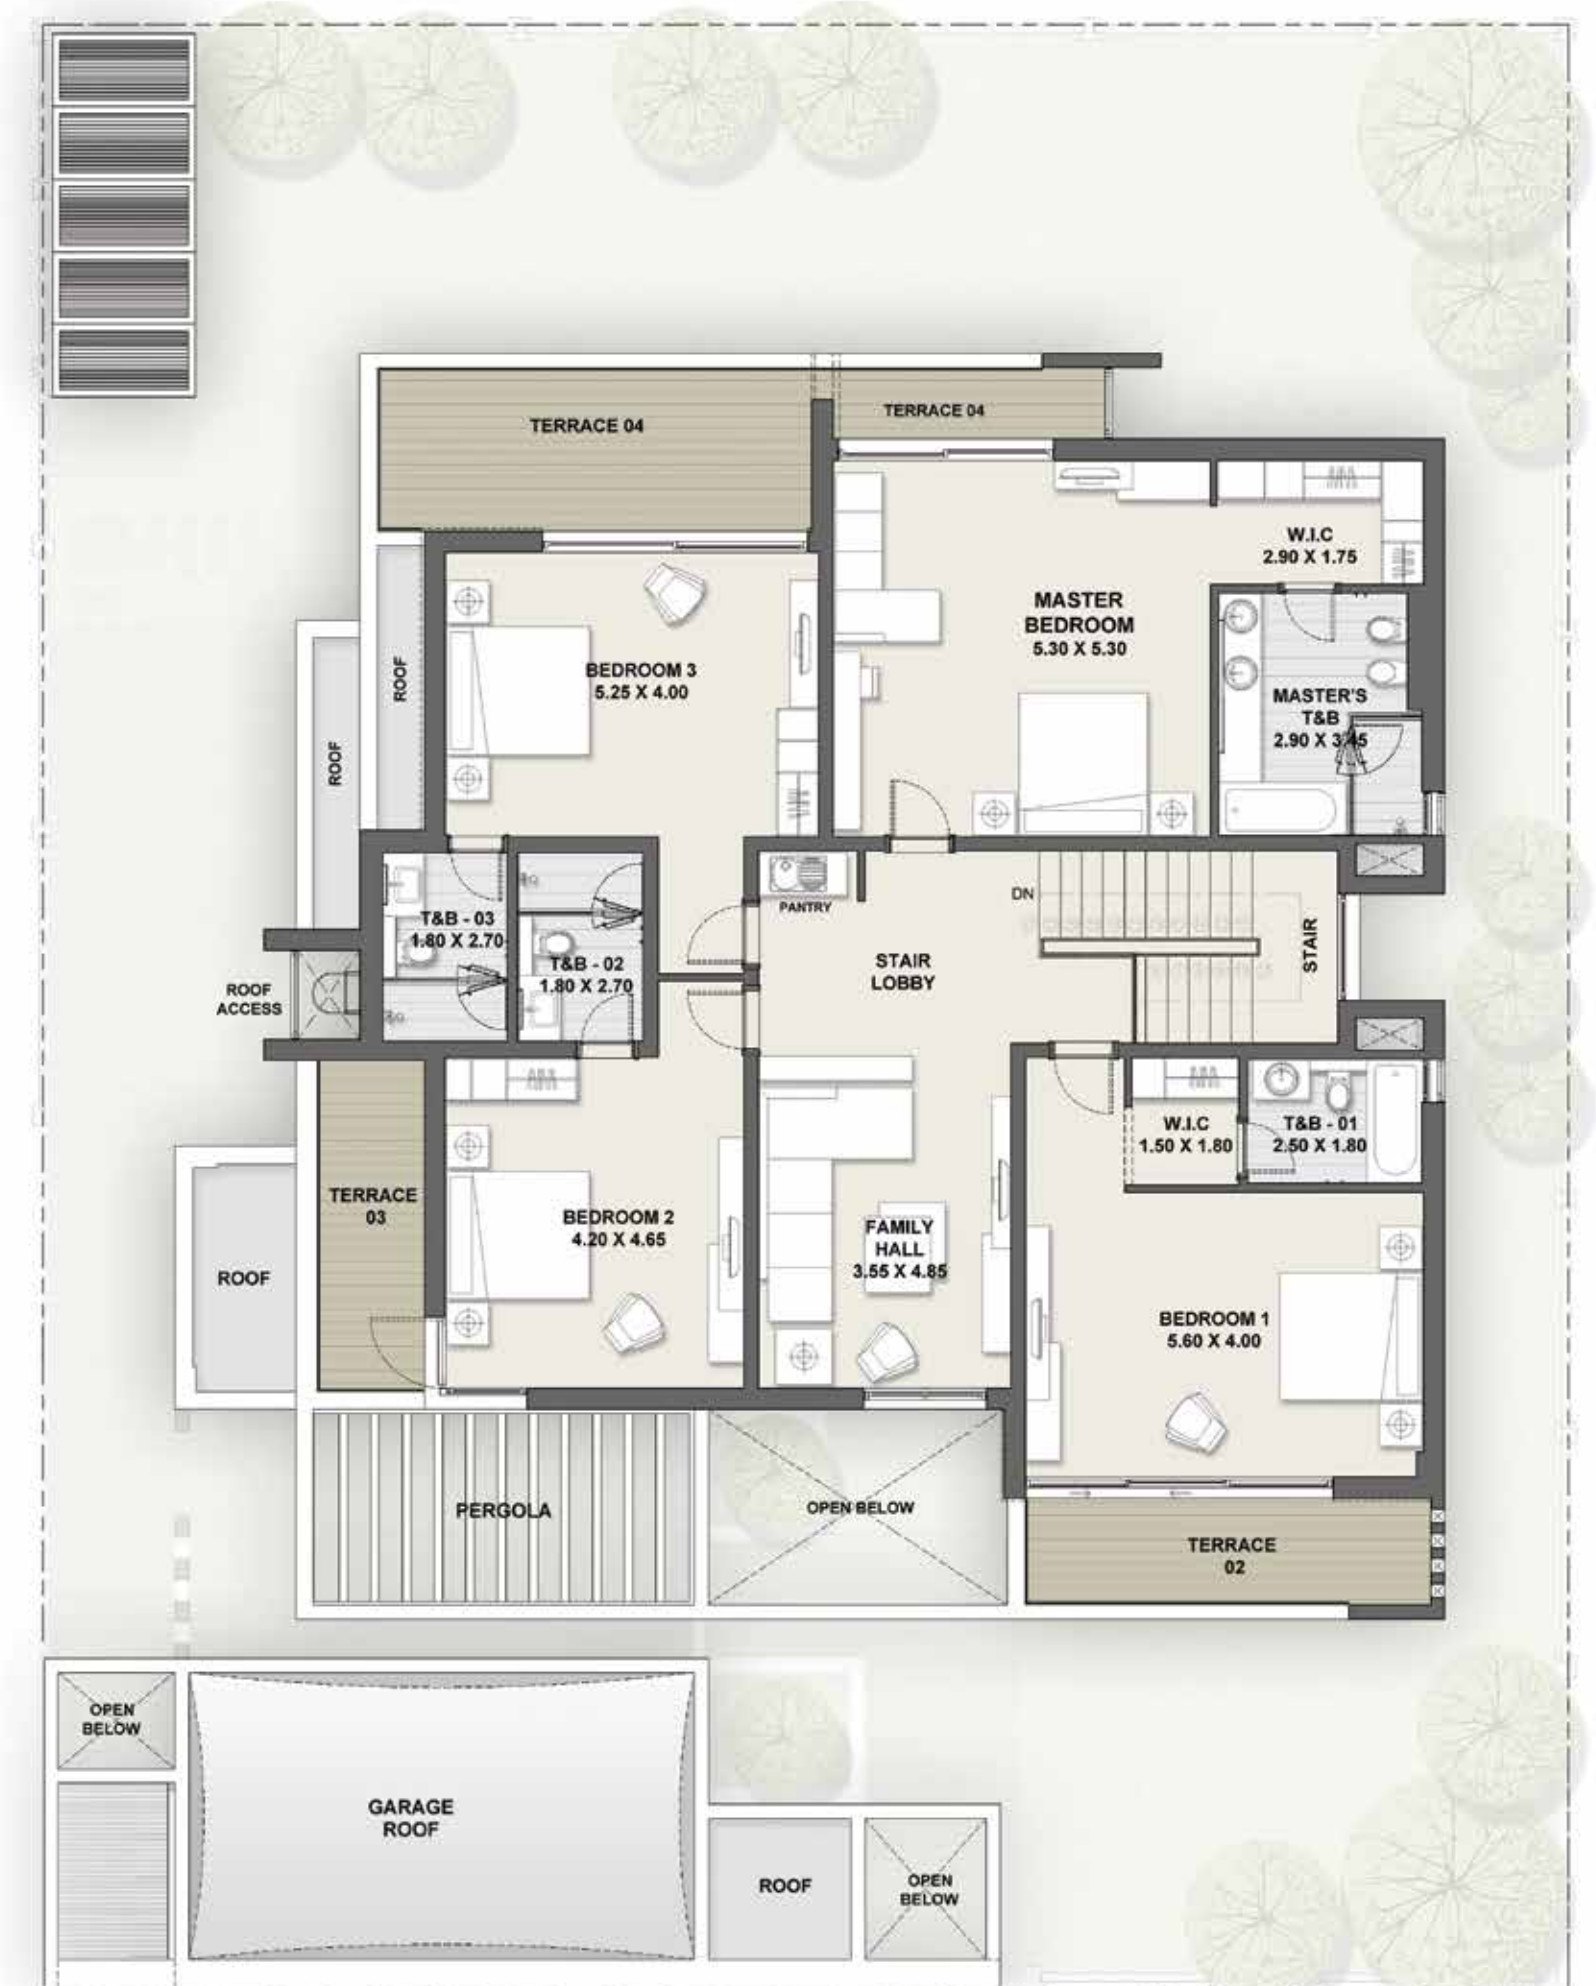 TERRACE 04
TERRACE 04
W.I.C
2.90 X 1.75
MASTER
BEDROOM
5.30 X 5.30
BEDROOM 3
5.25 X 4.00
ROOF
ROOF
MASTER'S
T&B
2.90 X 3.45
PANTRY
DN
T&B - 03
1.80 X 2.70
T&B - 02
1.80 X 2.70
STAIR
LOBBY
STAIR
ROOF
ACCESS
W.I.C
1.50 X 1.80
T&B - 01
2.50 X 1.80
TERRACE
03
BEDROOM 2
4.20 X 4.65
FAMILY
HALL
3.55 X 4.85
ROOF
BEDROOM 1
5.60 X 4.00
PERGOLA
OPEN BELOW
TERRACE
02
OPEN
BELOW
GARAGE
ROOF
ROOF
OPEN
BELOW